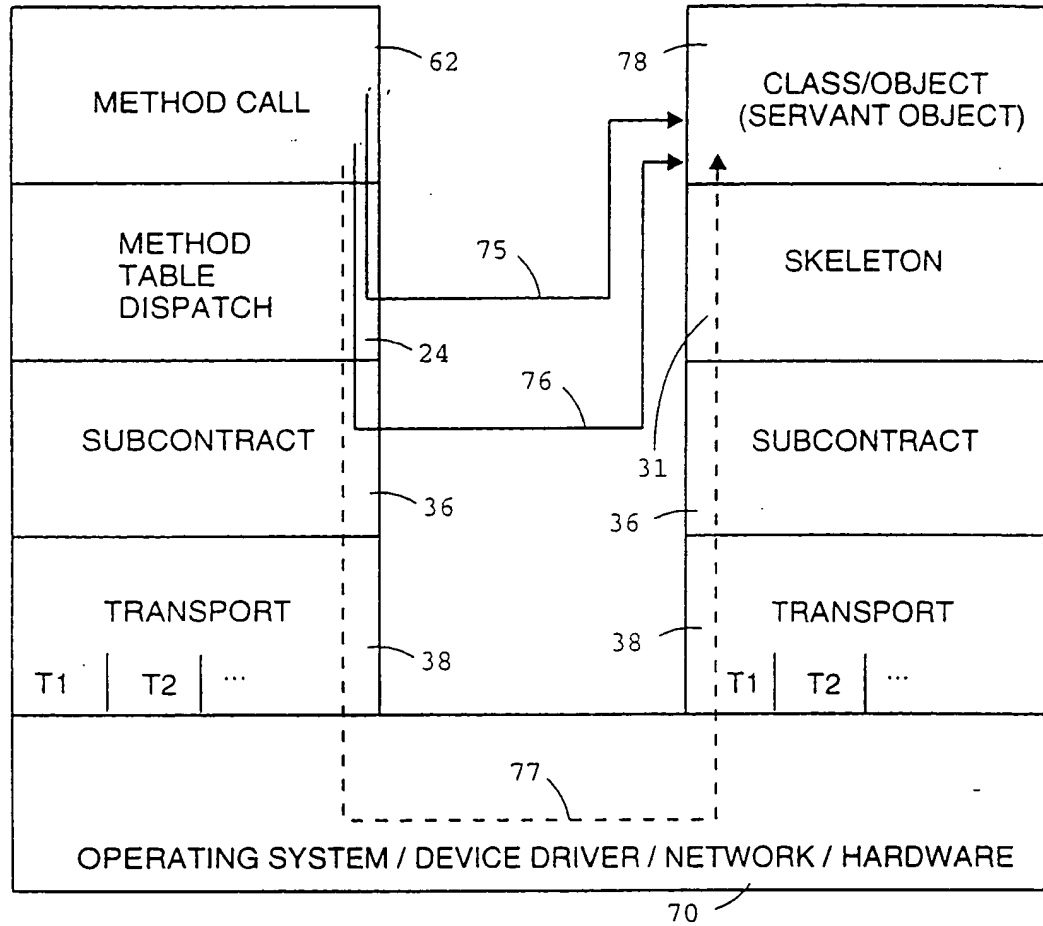 62
METHOD CALL
78
CLASS/OBJECT
(SERVANT OBJECT)
METHOD
TABLE
DISPATCH
75
24
SKELETON
76
SUBCONTRACT
36
31
SUBCONTRACT
36
TRANSPORT
38
T1
T2
...
TRANSPORT
38
T1
T2
...
77
OPERATING SYSTEM / DEVICE DRIVER / NETWORK / HARDWARE
70